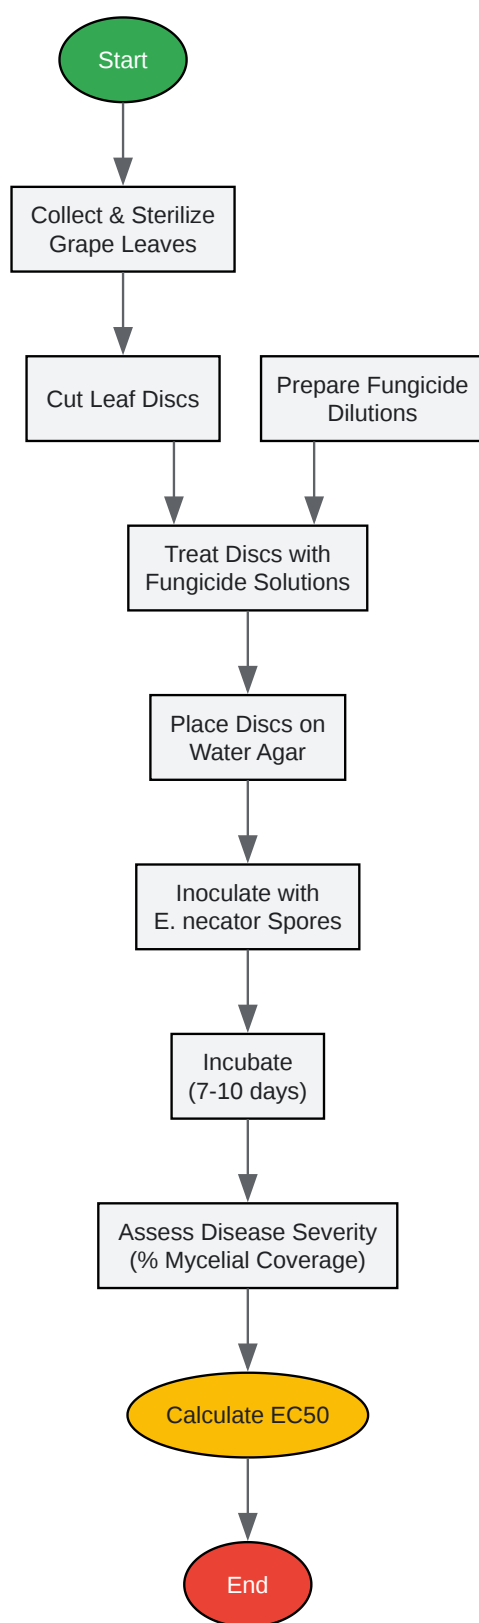 Start
Collect & Sterilize
Grape Leaves
Cut Leaf Discs
Prepare Fungicide
Dilutions
Treat Discs with
Fungicide Solutions
Place Discs on
Water Agar
Inoculate with
E. necator Spores
Incubate
(7-10 days)
Assess Disease Severity
(% Mycelial Coverage)
Calculate EC50
End